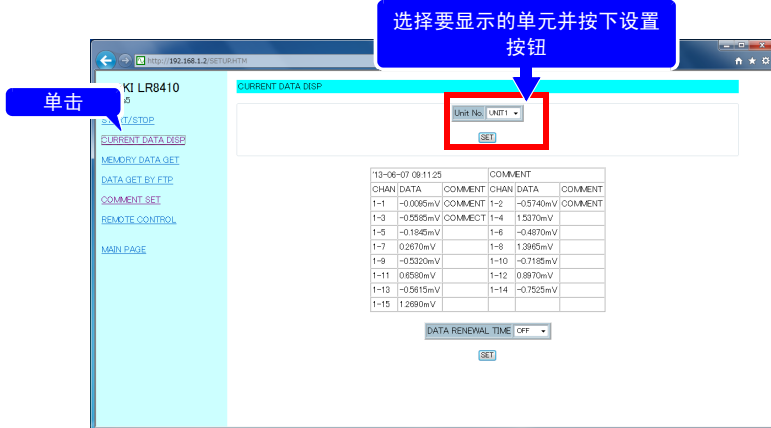 选择要显示的单元并按下设置
按钮
http://192.168.1.2/SETUP.HTM
单击
KI LR8410
CURRENT DATA DISP
T/STOP
Unit No. UNIT1
CURRENT DATA DISP
SET
MEMORY DATA GET
DATA GET BY FTP
COMMENT SET
REMOTE CONTROL
MAIN PAGE
'13-06-07 09:11:25 COMMENT
CHAN DATA COMMENT CHAN DATA COMMENT
1-1 -0.0095mV COMMENT 1-2 -0.5740mV COMMENT
1-3 -0.5585mV COMMECT 1-4 1.5370mV
1-5 -0.1845mV 1-6 -0.4870mV
1-7 0.2670mV 1-8 1.3965mV
1-9 -0.5320mV 1-10 -0.7185mV
1-11 0.6580mV 1-12 0.8970mV
1-13 -0.5615mV 1-14 -0.7525mV
1-15 1.2690mV
DATA RENEWAL TIME OFF
SET